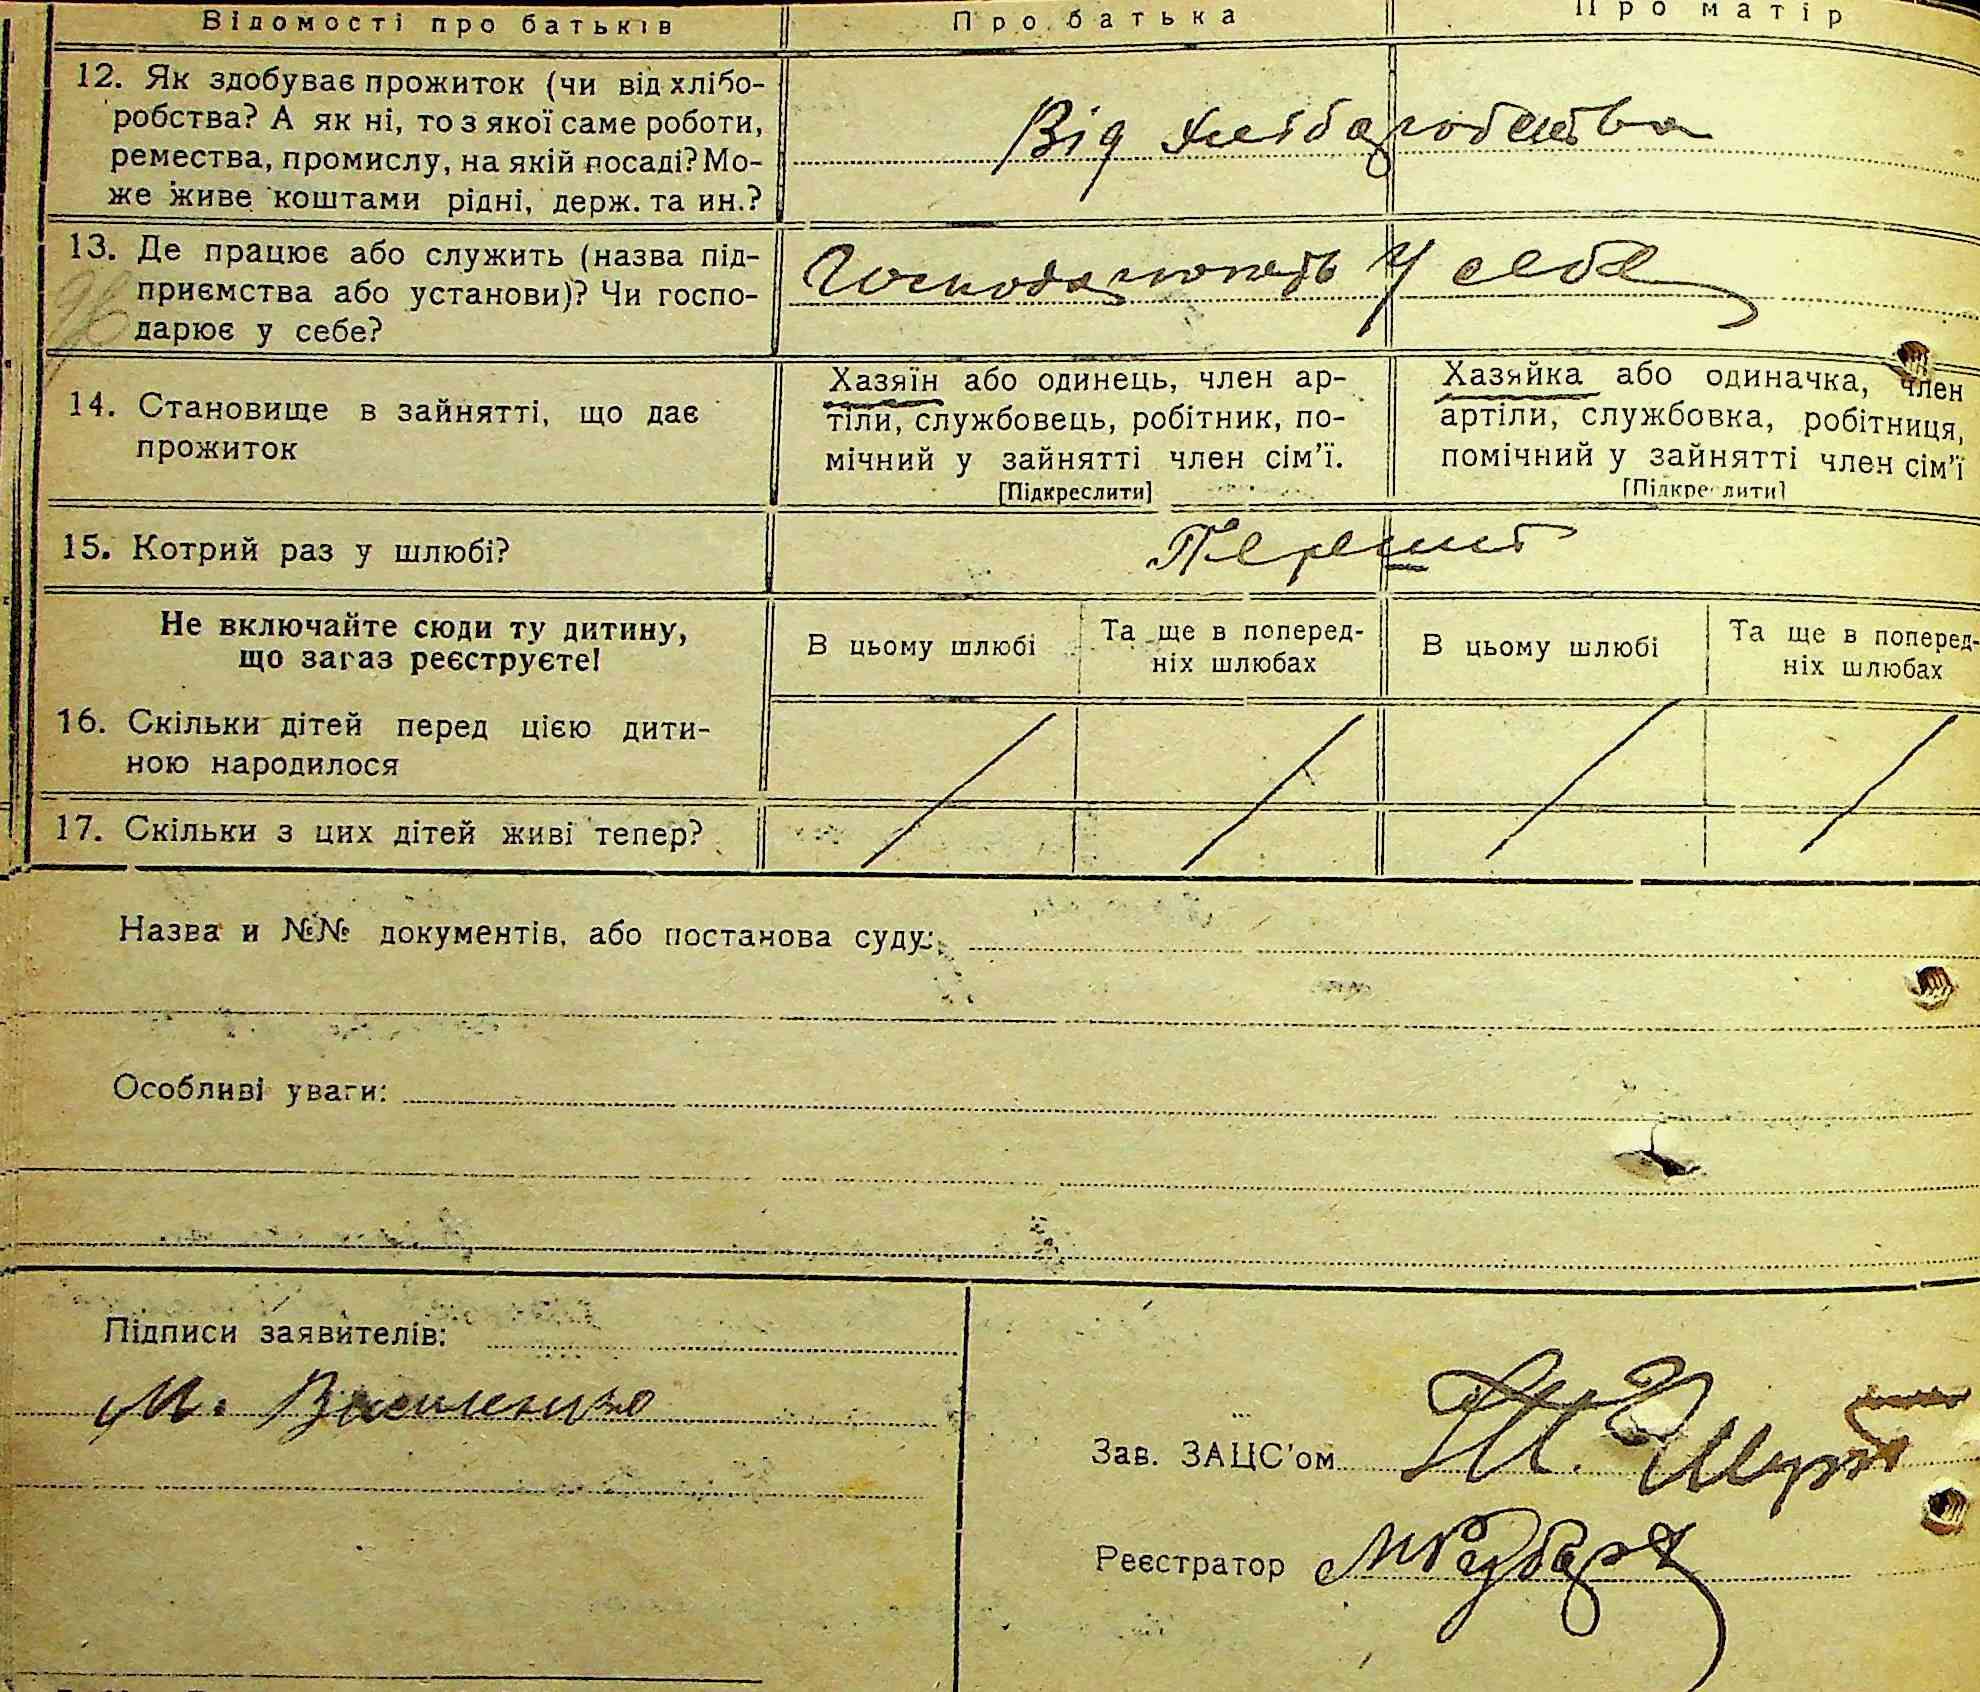 Відомості про батьків
Про батька
Про матір
12. Як здобуває прожиток (чи від хлібо-
робства? А як ні, то з якої саме роботи,
ремества, промислу, на якій посаді? Мо-
же живе коштами рідні, держ. та ин.?
Від хлібаробства
13. Де працює або служить (назва під-
приємства або установи)? Чи госпо-
дарює у себе?
Господарюють у себе
14. Становище в зайнятті, що дає
прожиток
Хазяїн або одинець, член ар-
тіли, службовець, робітник, по-
мічний у зайнятті член сім'ї.
[Підкреслити]
Хазяйка або одиначка, член
артіли, службовка, робітниця,
помічний у зайнятті член сім'ї
[Підкреслити]
15. Котрий раз у шлюбі?
Не включайте сюди ту дитину,
що зараз реєструєте!
В цьому шлюбі
Та ще в поперед-
ніх шлюбах
В цьому шлюбі
Та ще в поперед-
ніх шлюбах
16. Скільки дітей перед цією дити-
ною народилося
17. Скільки з цих дітей живі тепер?
Назва и №№ документів, або постанова суду:
Особливі уваги:
Підписи заявителів:
М. Василенко
Зав. ЗАЦС'ом
Реєстратор